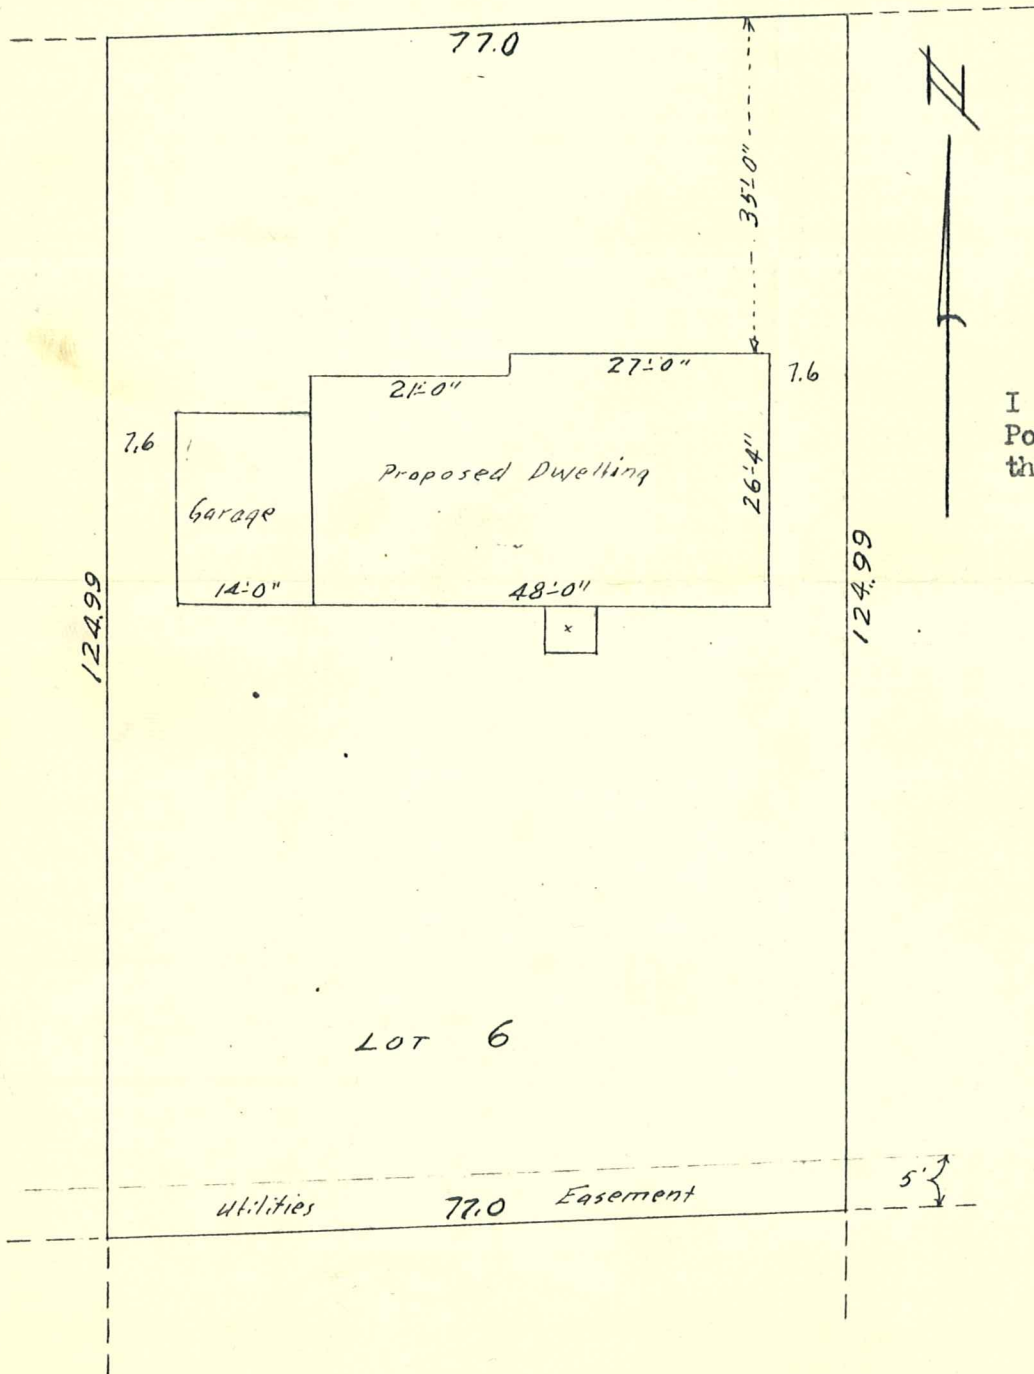 77.0
N
35'-0"
27'-0"
7.6
21'-0"
I
Po
th
7.6
Proposed Dwelling
26'-4"
Garage
14'-0"
48'-0"
x
124.99
124.99
LOT 6
5'
Utilities 77.0 Easement